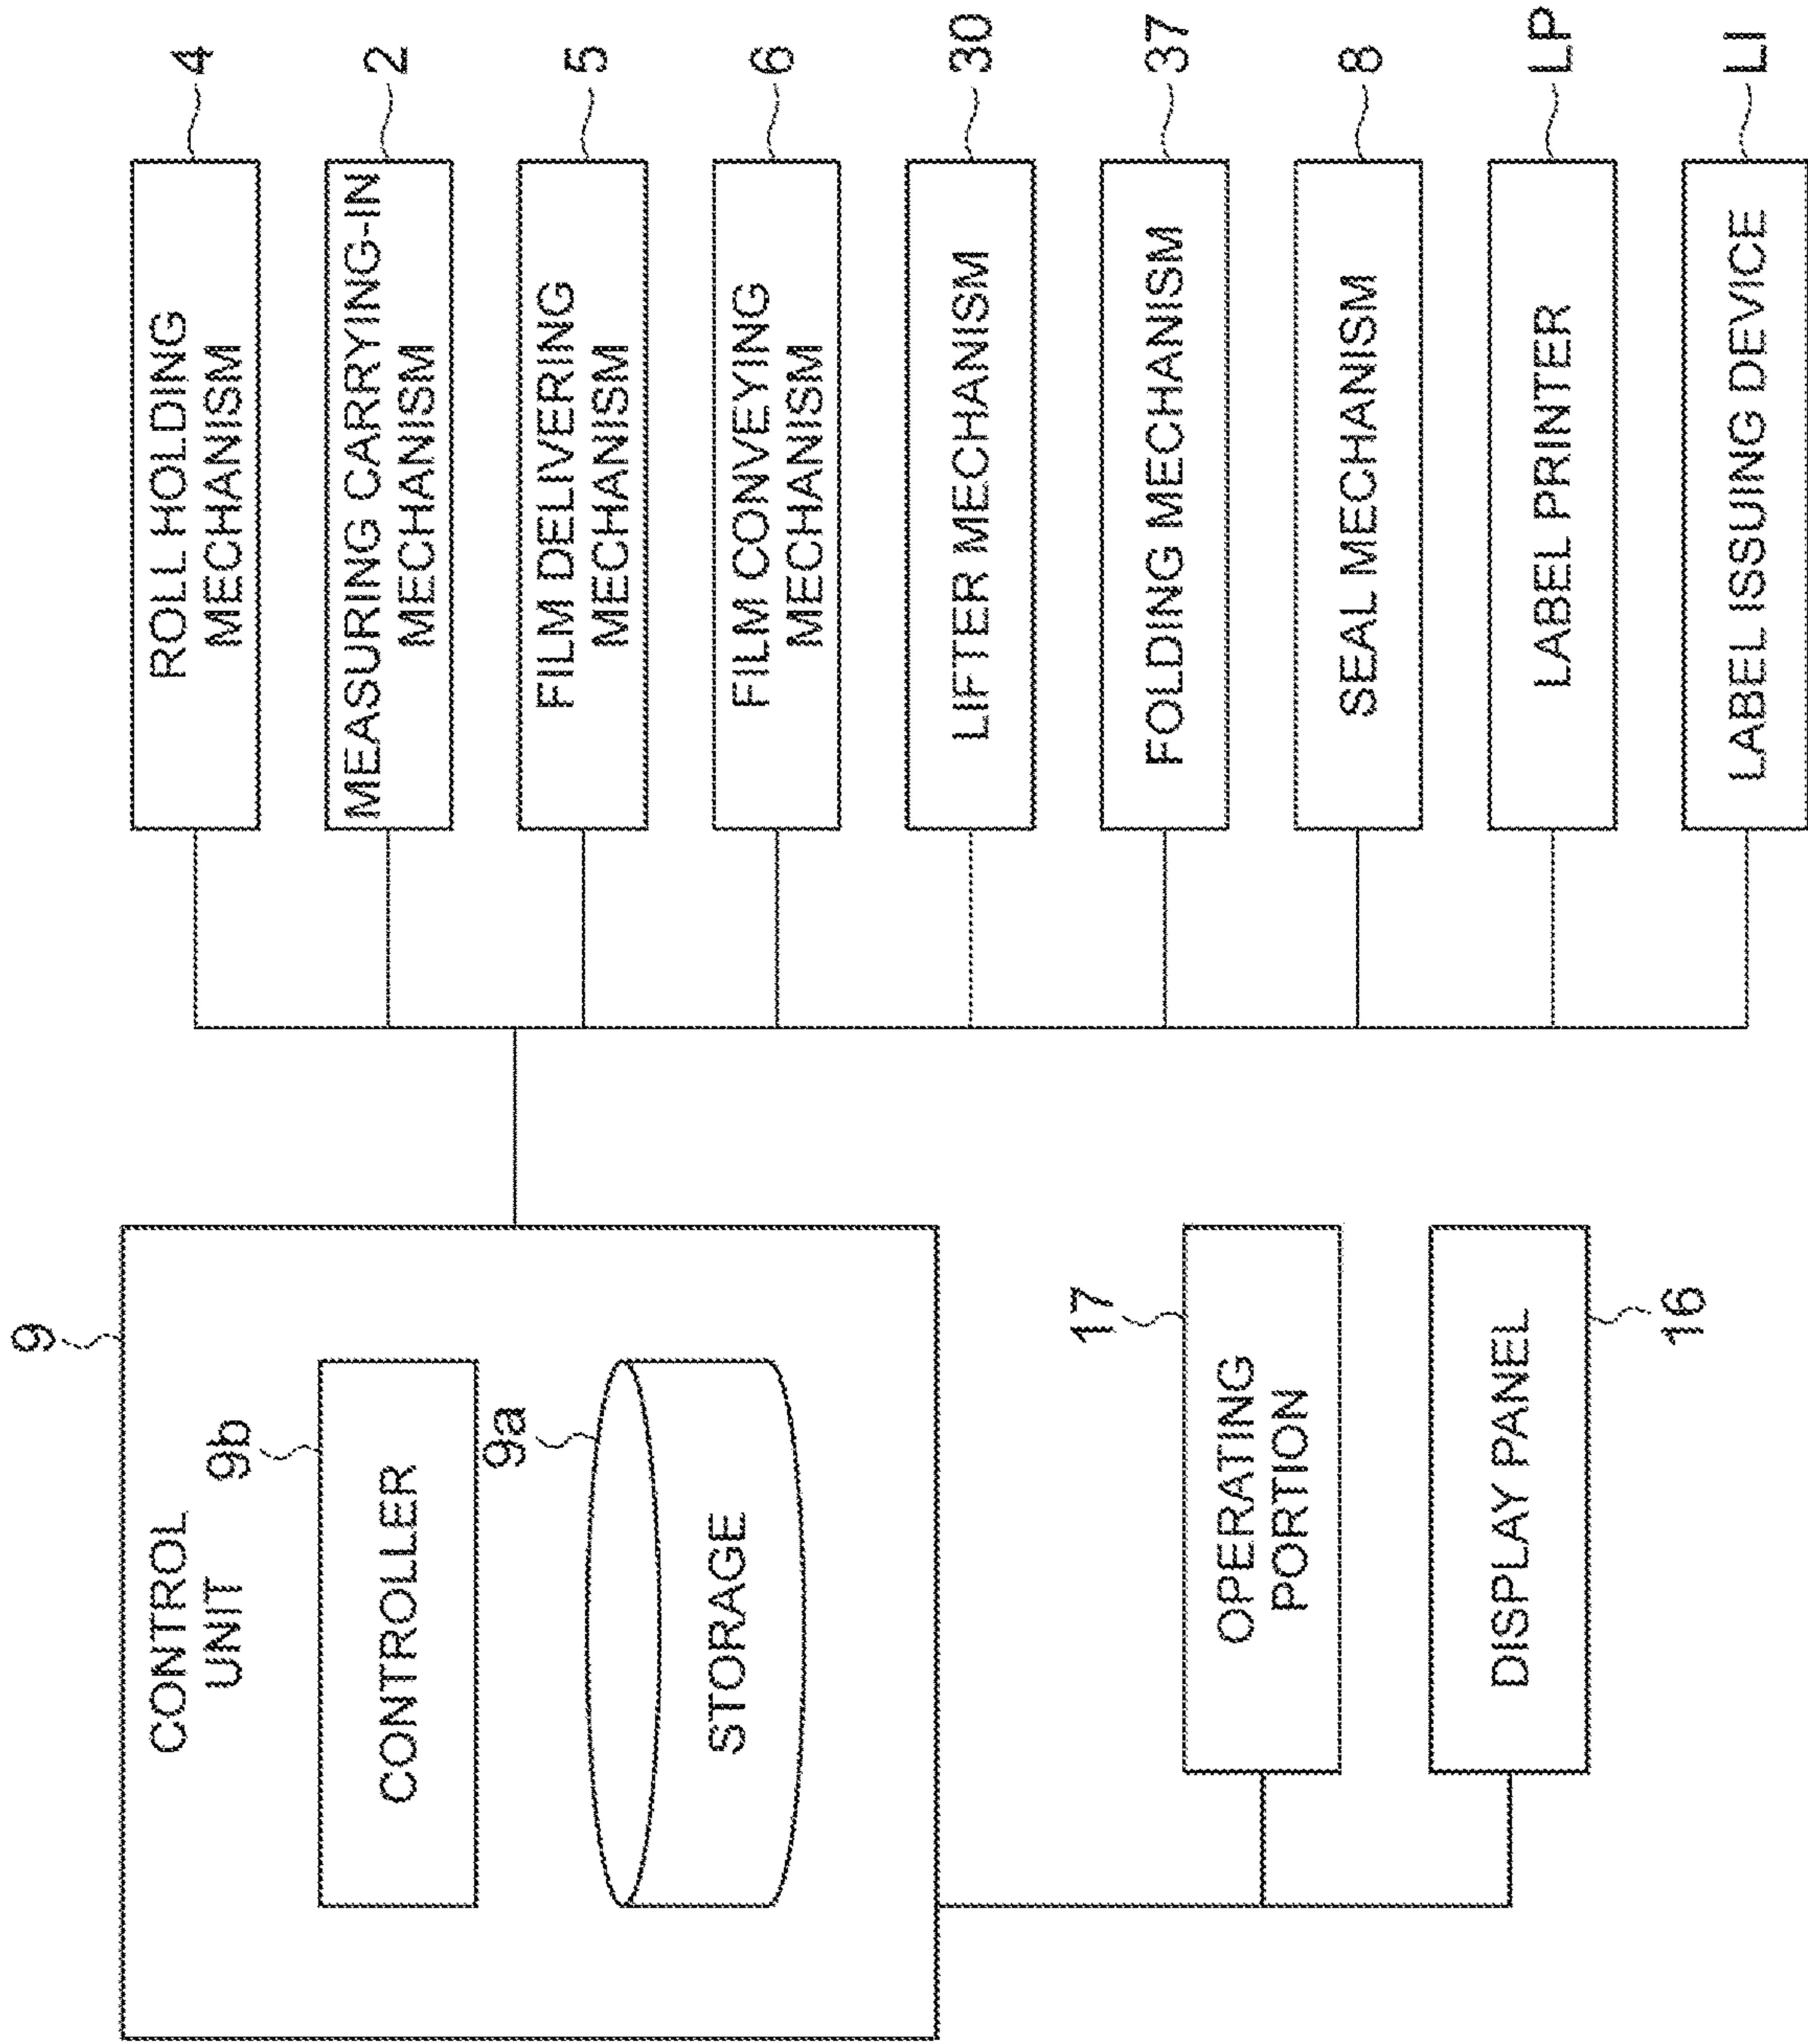 9
CONTROL
UNIT
9b
CONTROLLER
9a
STORAGE
17
OPERATING
PORTION
DISPLAY PANEL
16
ROLL HOLDING
MECHANISM
4
MEASURING CARRYING-IN
MECHANISM
2
FILM DELIVERING
MECHANISM
5
FILM CONVEYING
MECHANISM
6
LIFTER MECHANISM
30
FOLDING MECHANISM
37
SEAL MECHANISM
8
LABEL PRINTER
LP
LABEL ISSUING DEVICE
LI